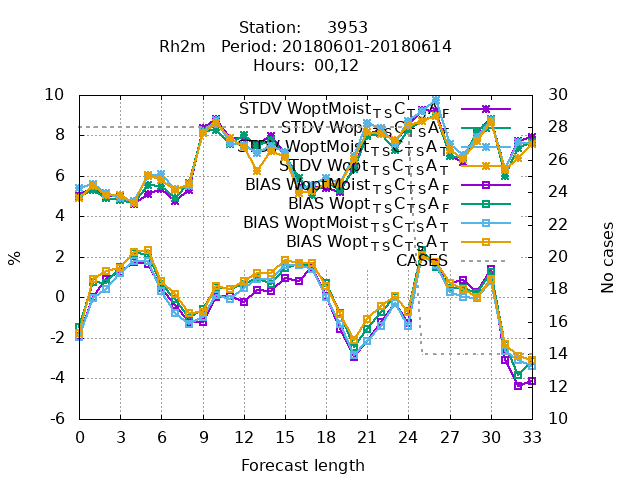 Station: 3953
Rh2m Period: 20180601-20180614
Hours: 00,12
%
10
8
6
4
2
0
-2
-4
-6
STDV WoptMoist_TS C_TS A_F
STDV Wopt_TS C_TS A_F
STDV WoptMoist_TS C_TS A_T
STDV Wopt_TS C_TS A_T
BIAS WoptMoist_TS C_TS A_F
BIAS Wopt_TS C_TS A_F
BIAS WoptMoist_TS C_TS A_T
BIAS Wopt_TS C_TS A_T
CASES
30
28
26
24
22
20
18
16
14
12
10
No cases
0 3 6 9 12 15 18 21 24 27 30 33
Forecast length